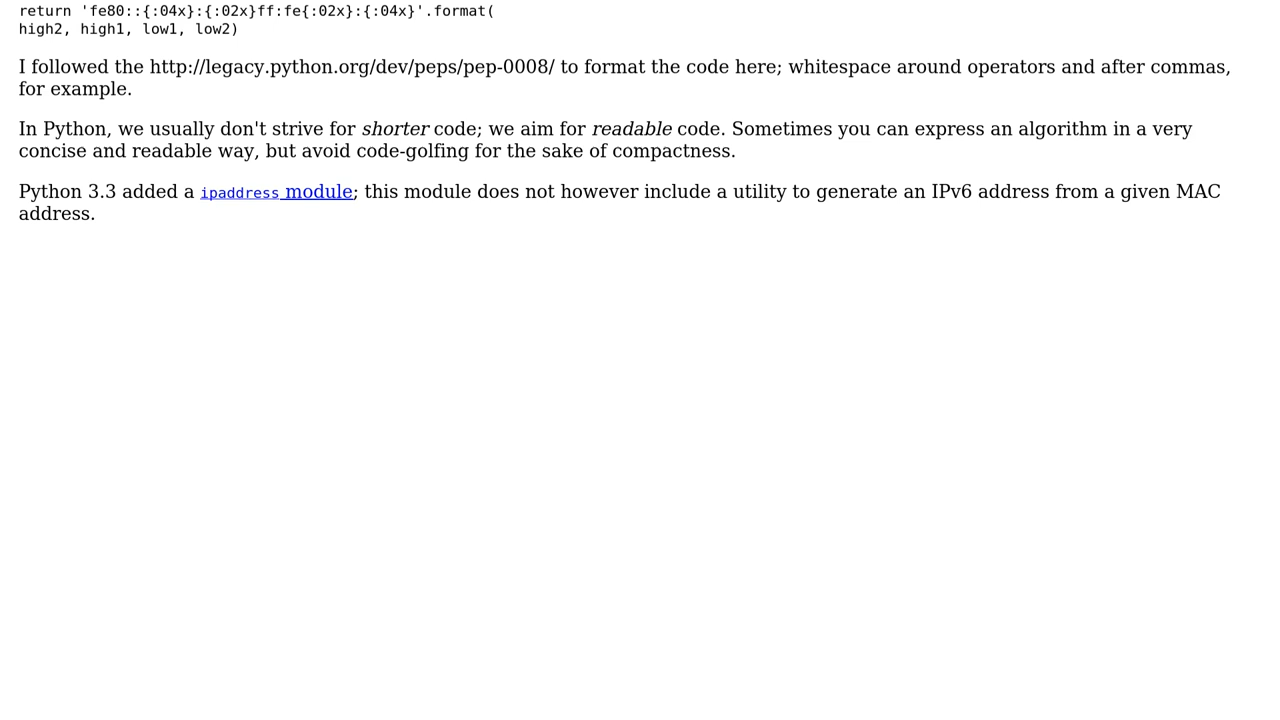 return 'fe80::{:04x}:{:02x}ff:fe{:02x}:{:04x}'.format(
high2, high1, low1, low2)
I followed the http://legacy.python.org/dev/peps/pep-0008/ to format the code here; whitespace around operators and after commas,
for example.
In Python, we usually don't strive for shorter code; we aim for readable code. Sometimes you can express an algorithm in a very
concise and readable way, but avoid code-golfing for the sake of compactness.
Python 3.3 added a ipaddress module; this module does not however include a utility to generate an IPv6 address from a given MAC
address.